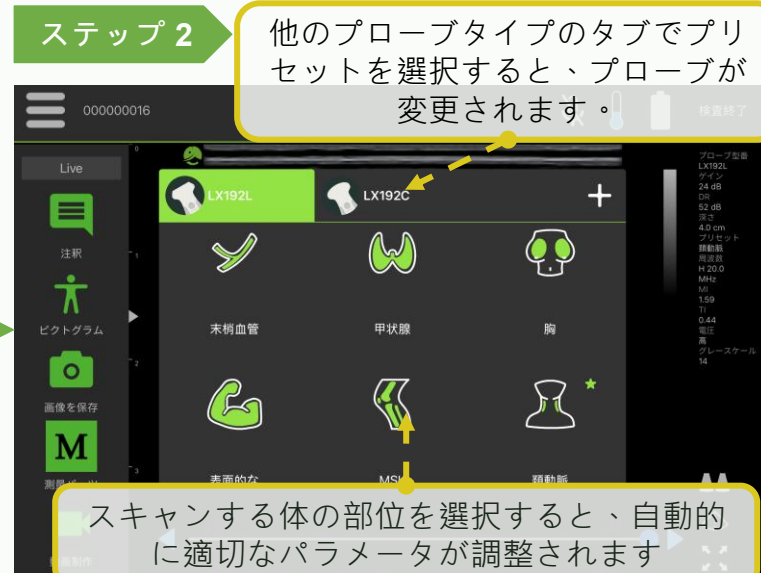 ステップ 2
他のプローブタイプのタブでプリ
セットを選択すると、プローブが
変更されます。
000000016
検査終了
Live
注釈
ピクトグラム
画像を保存
M
0
1
2
3
LX192L
LX192C
+
末梢血管
甲状腺
胸
表面的な
MSK
頚動脈
プローブ型番
LX192L
ゲイン
24 dB
DR
52 dB
深さ
4.0 cm
プリセット
頚動脈
周波数
H 20.0
MHz
MI
1.59
TI
0.44
電圧
高
グレースケール
14
スキャンする体の部位を選択すると、自動的
に適切なパラメータが調整されます